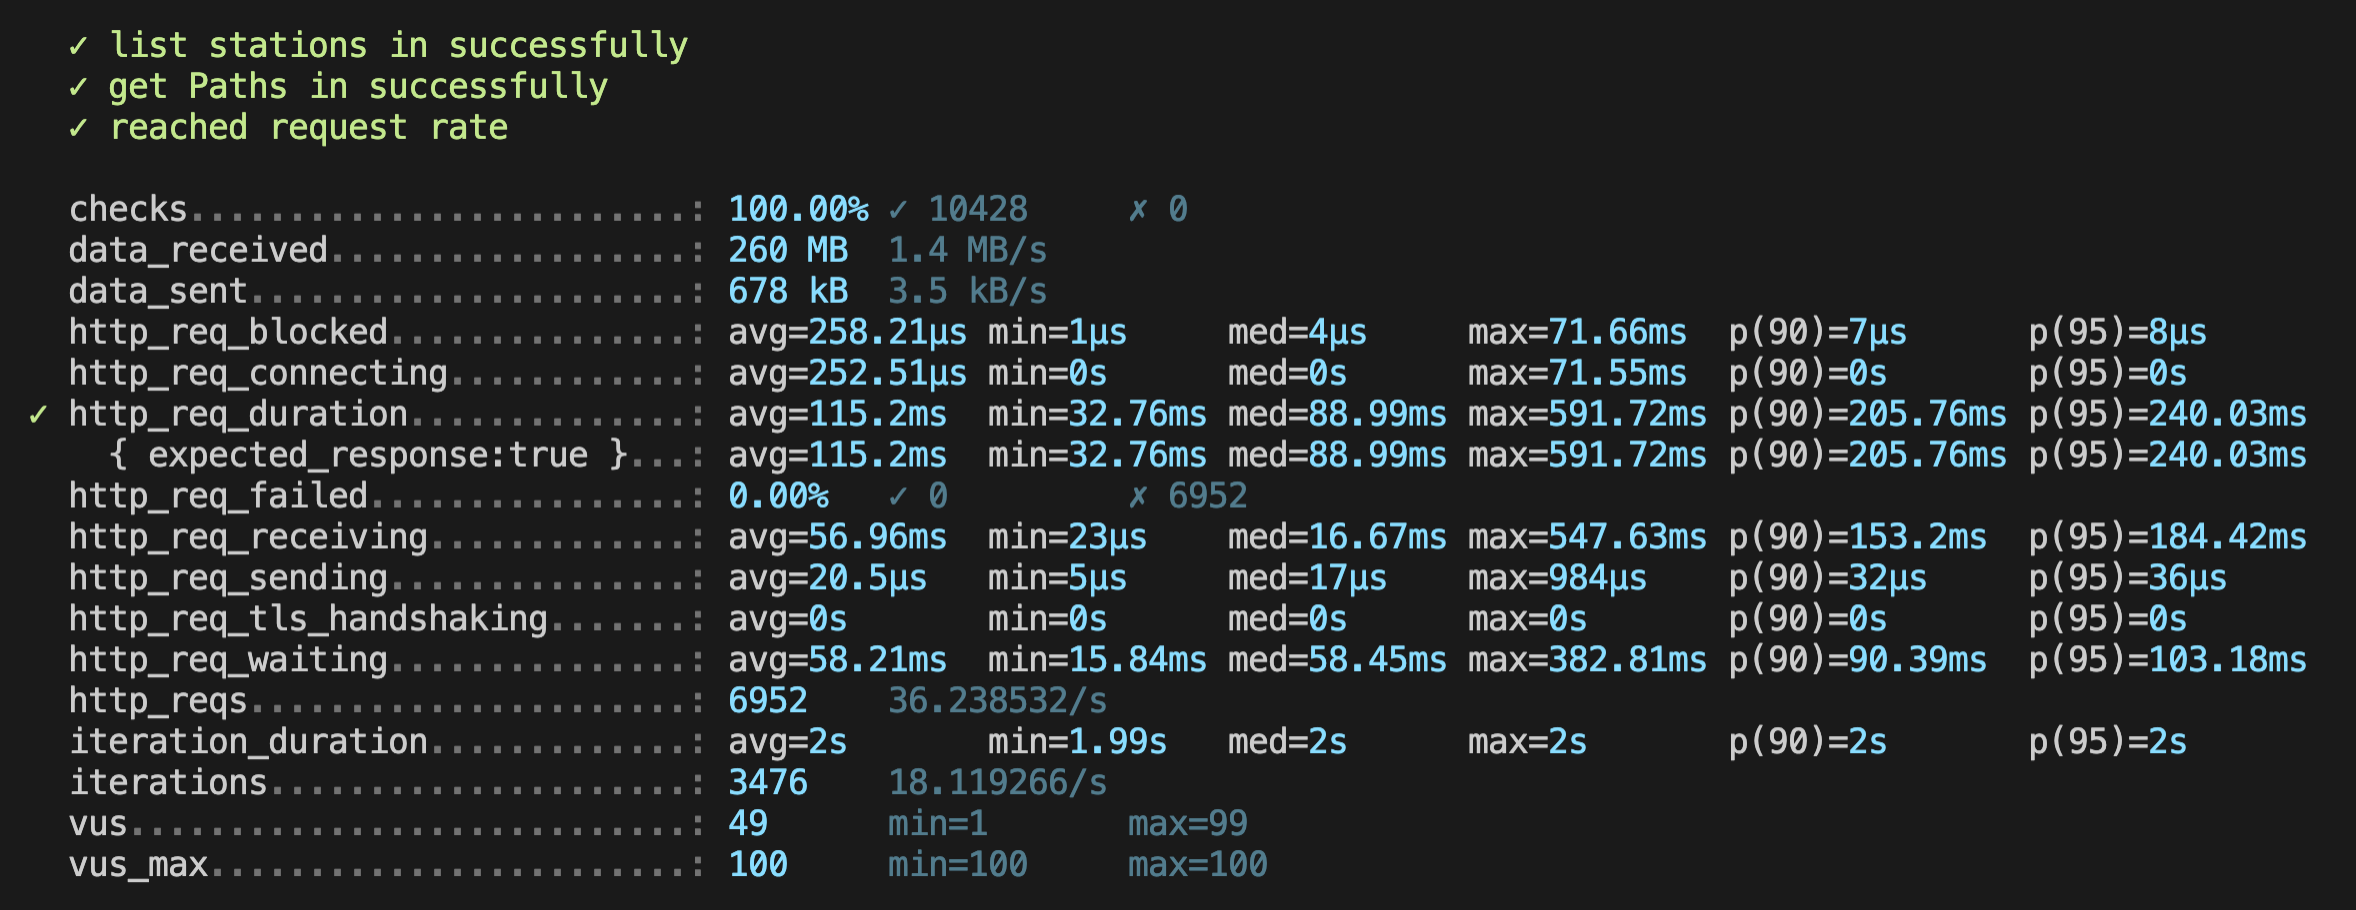 ✓ list stations in successfully
✓ get Paths in successfully
✓ reached request rate
checks.........................: 100.00% ✓ 10428     ✗ 0
data_received..................: 260 MB  1.4 MB/s
data_sent......................: 678 kB  3.5 kB/s
http_req_blocked...............: avg=258.21µs min=1µs     med=4µs     max=71.66ms  p(90)=7µs      p(95)=8µs
http_req_connecting............: avg=252.51µs min=0s      med=0s      max=71.55ms  p(90)=0s       p(95)=0s
✓ http_req_duration..............: avg=115.2ms  min=32.76ms med=88.99ms max=591.72ms p(90)=205.76ms p(95)=240.03ms
{ expected_response:true }...: avg=115.2ms  min=32.76ms med=88.99ms max=591.72ms p(90)=205.76ms p(95)=240.03ms
http_req_failed................: 0.00%   ✓ 0         ✗ 6952
http_req_receiving.............: avg=56.96ms  min=23µs    med=16.67ms max=547.63ms p(90)=153.2ms  p(95)=184.42ms
http_req_sending...............: avg=20.5µs   min=5µs     med=17µs    max=984µs    p(90)=32µs     p(95)=36µs
http_req_tls_handshaking.......: avg=0s       min=0s      med=0s      max=0s       p(90)=0s       p(95)=0s
http_req_waiting...............: avg=58.21ms  min=15.84ms med=58.45ms max=382.81ms p(90)=90.39ms  p(95)=103.18ms
http_reqs......................: 6952    36.238532/s
iteration_duration.............: avg=2s       min=1.99s   med=2s      max=2s       p(90)=2s       p(95)=2s
iterations.....................: 3476    18.119266/s
vus............................: 49      min=1       max=99
vus_max........................: 100     min=100     max=100